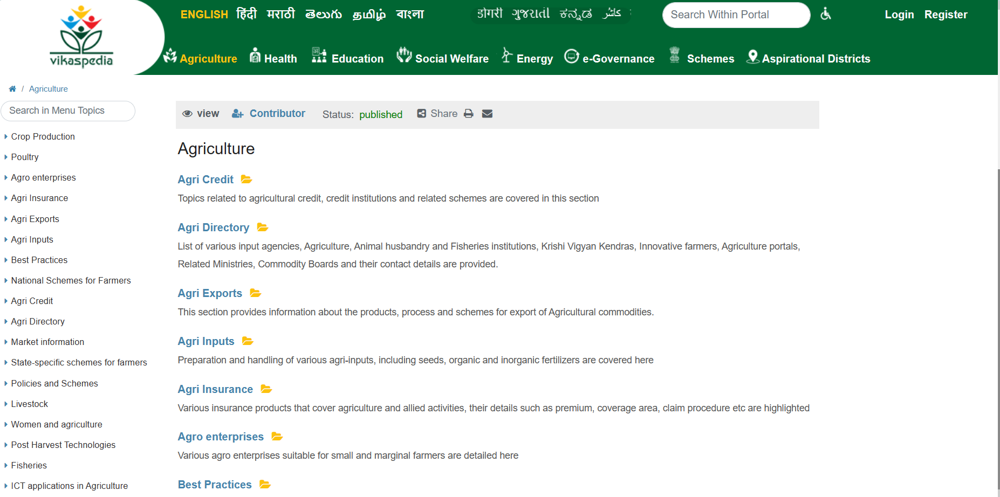 ENGLISH हिंदी मराठी తెలుగు தமிழ் বাংলা डोगरी ગુજરાતી ಕನ್ನಡ کأشُر
Search Within Portal
Login Register
vikaspedia
Agriculture Health Education Social Welfare Energy e-Governance Schemes Aspirational Districts
/ Agriculture
Search in Menu Topics
Crop Production
Poultry
Agro enterprises
Agri Insurance
Agri Exports
Agri Inputs
Best Practices
National Schemes for Farmers
Agri Credit
Agri Directory
Market information
State-specific schemes for farmers
Policies and Schemes
Livestock
Women and agriculture
Post Harvest Technologies
Fisheries
ICT applications in Agriculture
view Contributor Status: published Share
Agriculture
Agri Credit
Topics related to agricultural credit, credit institutions and related schemes are covered in this section
Agri Directory
List of various input agencies, Agriculture, Animal husbandry and Fisheries institutions, Krishi Vigyan Kendras, Innovative farmers, Agriculture portals,
Related Ministries, Commodity Boards and their contact details are provided.
Agri Exports
This section provides information about the products, process and schemes for export of Agricultural commodities.
Agri Inputs
Preparation and handling of various agri-inputs, including seeds, organic and inorganic fertilizers are covered here
Agri Insurance
Various insurance products that cover agriculture and allied activities, their details such as premium, coverage area, claim procedure etc are highlighted
Agro enterprises
Various agro enterprises suitable for small and marginal farmers are detailed here
Best Practices